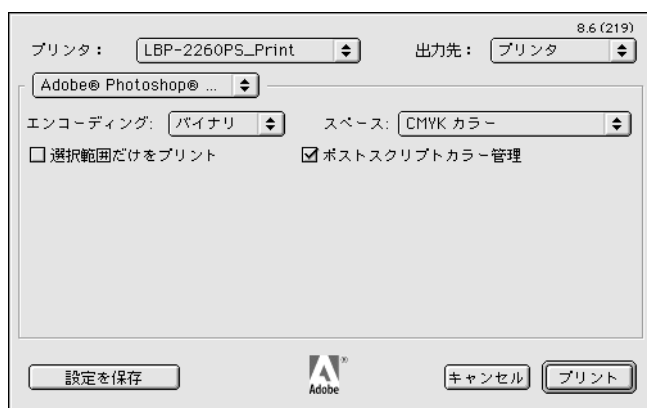 8.6 (219)
プリンタ： LBP-2260PS_Print 出力先： プリンタ
Adobe® Photoshop® ...
エンコーディング: バイナリ スペース: CMYK カラー
選択範囲だけをプリント ポストスクリプトカラー管理
設定を保存 Adobe ® キャンセル プリント